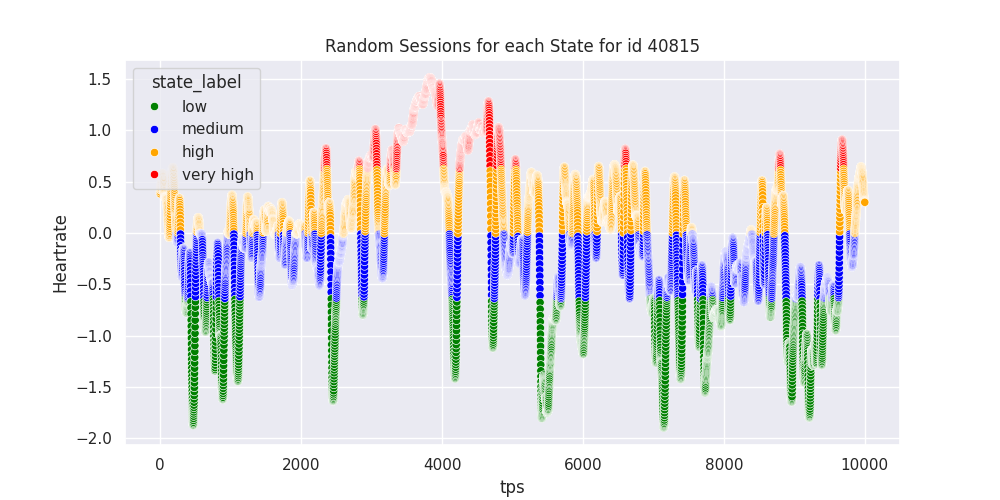 Random Sessions for each State for id 40815
state_label
low
medium
high
very high
Heartrate
1.5
1.0
0.5
0.0
−0.5
−1.0
−1.5
−2.0
0
2000
4000
6000
8000
10000
tps